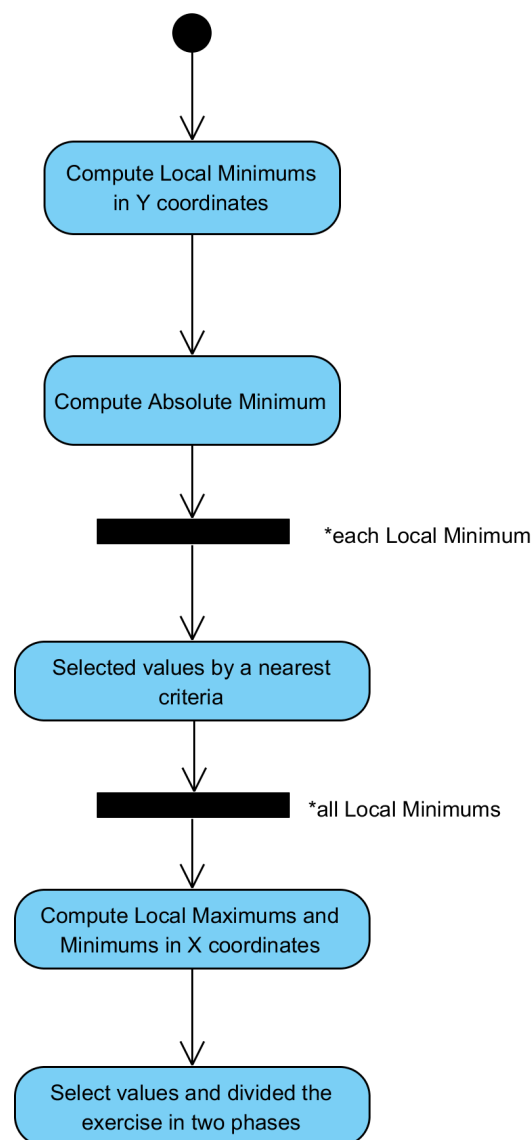 Compute Local Minimums
in Y coordinates
Compute Absolute Minimum
*each Local Minimum
Selected values by a nearest
criteria
*all Local Minimums
Compute Local Maximums and
Minimums in X coordinates
Select values and divided the
exercise in two phases